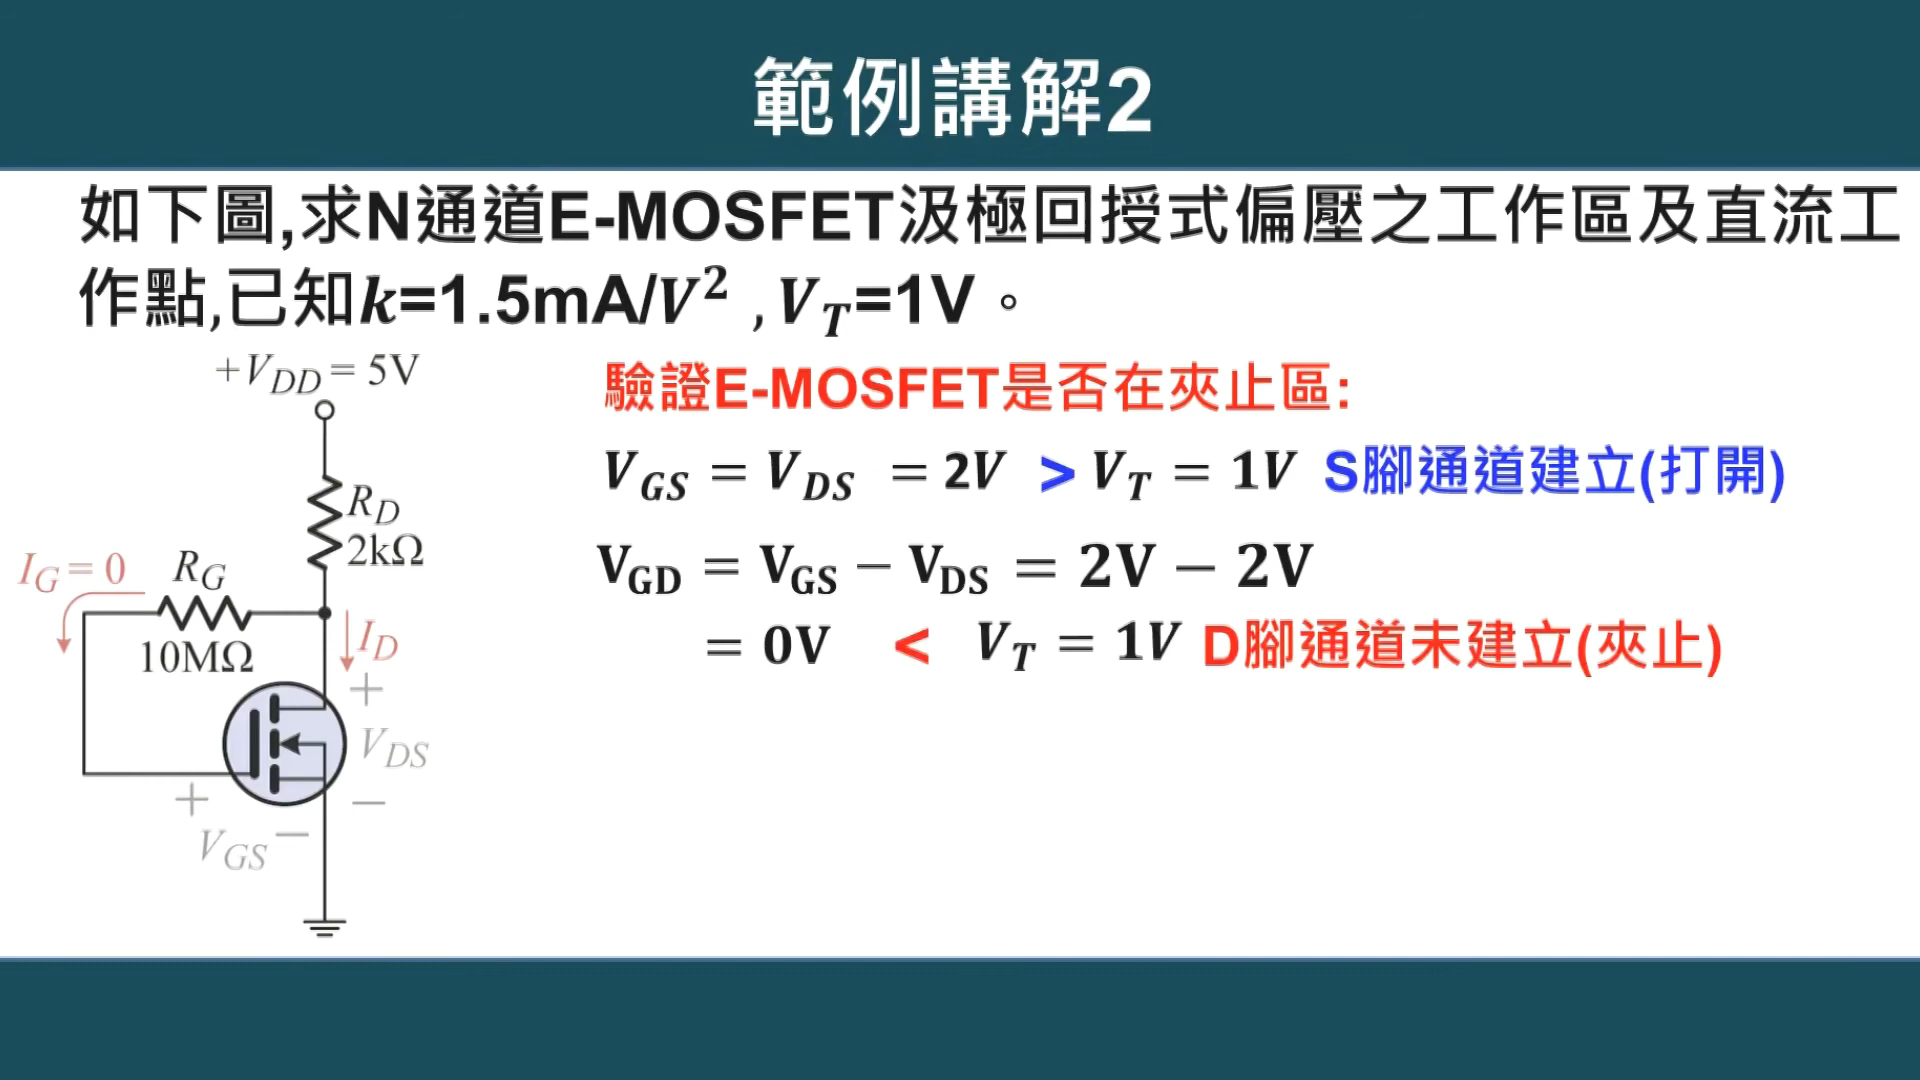 範例講解2
如下圖,求N通道E-MOSFET汲極回授式偏壓之工作區及直流工
作點,已知k=1.5mA/V² ,V_T=1V。
+V_DD = 5V
驗證E-MOSFET是否在夾止區:
V_GS = V_DS = 2V > V_T = 1V S腳通道建立(打開)
R_D
2kΩ
V_GD = V_GS − V_DS = 2V − 2V
I_G = 0
R_G
= 0V < V_T = 1V D腳通道未建立(夾止)
I_D
10MΩ
+
V_DS
−
+
V_GS −